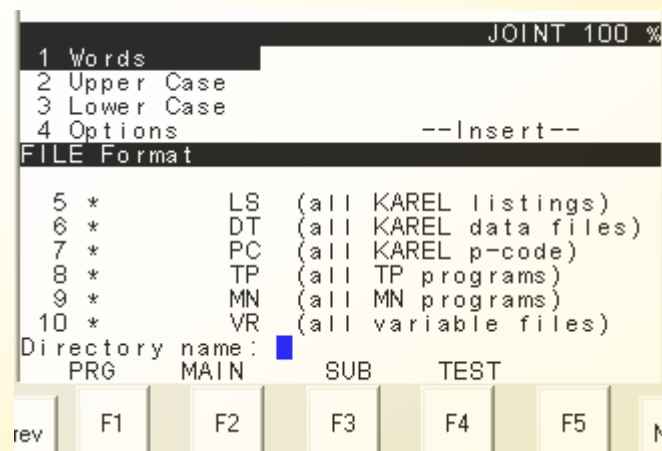 JOINT 100 %
1 Words
2 Upper Case
3 Lower Case
4 Options --Insert--
FILE Format
5 * LS (all KAREL listings)
6 * DT (all KAREL data files)
7 * PC (all KAREL p-code)
8 * TP (all TP programs)
9 * MN (all MN programs)
10 * VR (all variable files)
Directory name:
PRG MAIN SUB TEST
rev F1 F2 F3 F4 F5 N